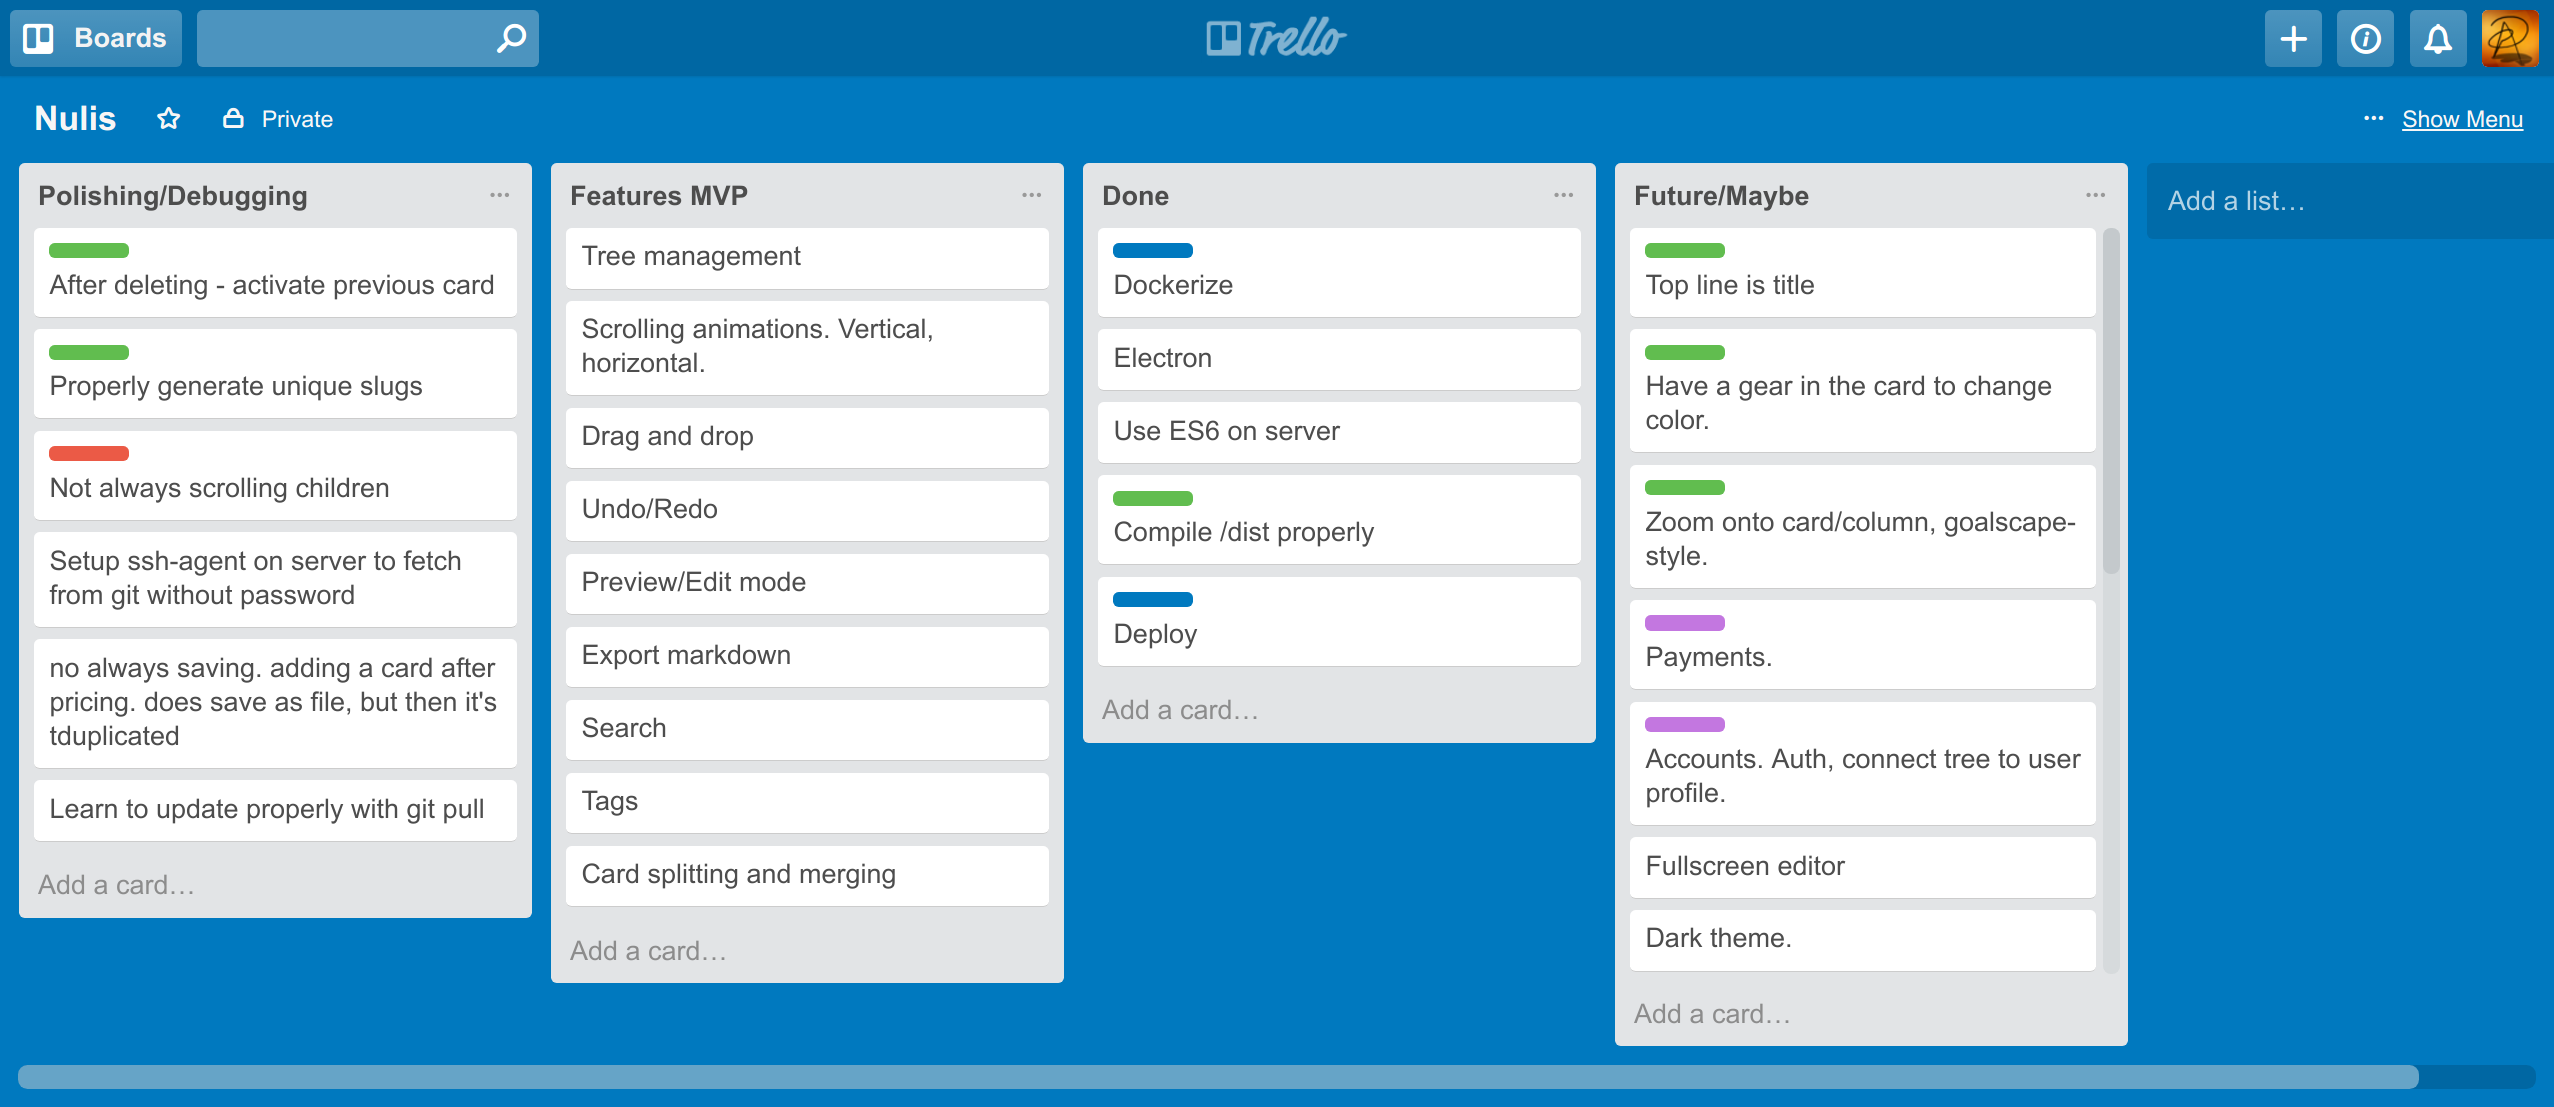 Boards
Trello
Nulis
Private
... Show Menu
Polishing/Debugging
After deleting - activate previous card
Properly generate unique slugs
Not always scrolling children
Setup ssh-agent on server to fetch
from git without password
no always saving. adding a card after
pricing. does save as file, but then it's
tduplicated
Learn to update properly with git pull
Add a card…
Features MVP
Tree management
Scrolling animations. Vertical,
horizontal.
Drag and drop
Undo/Redo
Preview/Edit mode
Export markdown
Search
Tags
Card splitting and merging
Add a card…
Done
Dockerize
Electron
Use ES6 on server
Compile /dist properly
Deploy
Add a card…
Future/Maybe
Top line is title
Have a gear in the card to change
color.
Zoom onto card/column, goalscape-
style.
Payments.
Accounts. Auth, connect tree to user
profile.
Fullscreen editor
Dark theme.
Add a card…
Add a list…